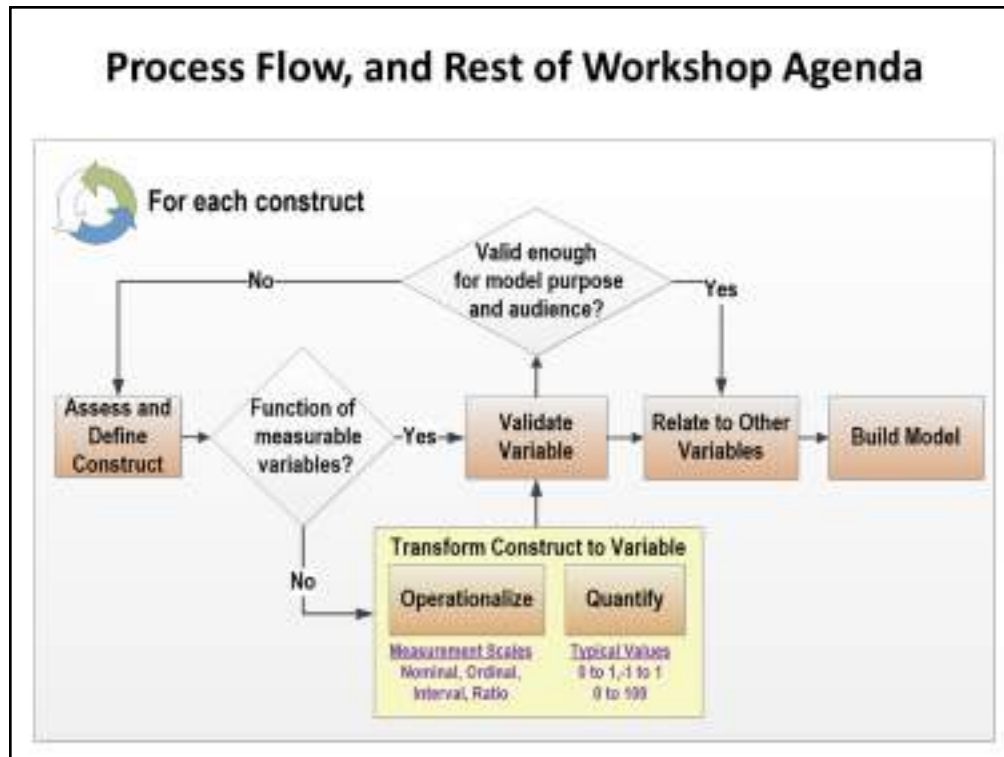 Process Flow, and Rest of Workshop Agenda
For each construct
Valid enough
for model purpose
and audience?
No
Yes
Assess and
Define
Construct
Function of
measurable
variables?
Yes
Validate
Variable
Relate to Other
Variables
Build Model
No
Transform Construct to Variable
Operationalize
Quantify
Measurement Scales
Nominal, Ordinal,
Interval, Ratio
Typical Values
0 to 1,-1 to 1
0 to 100